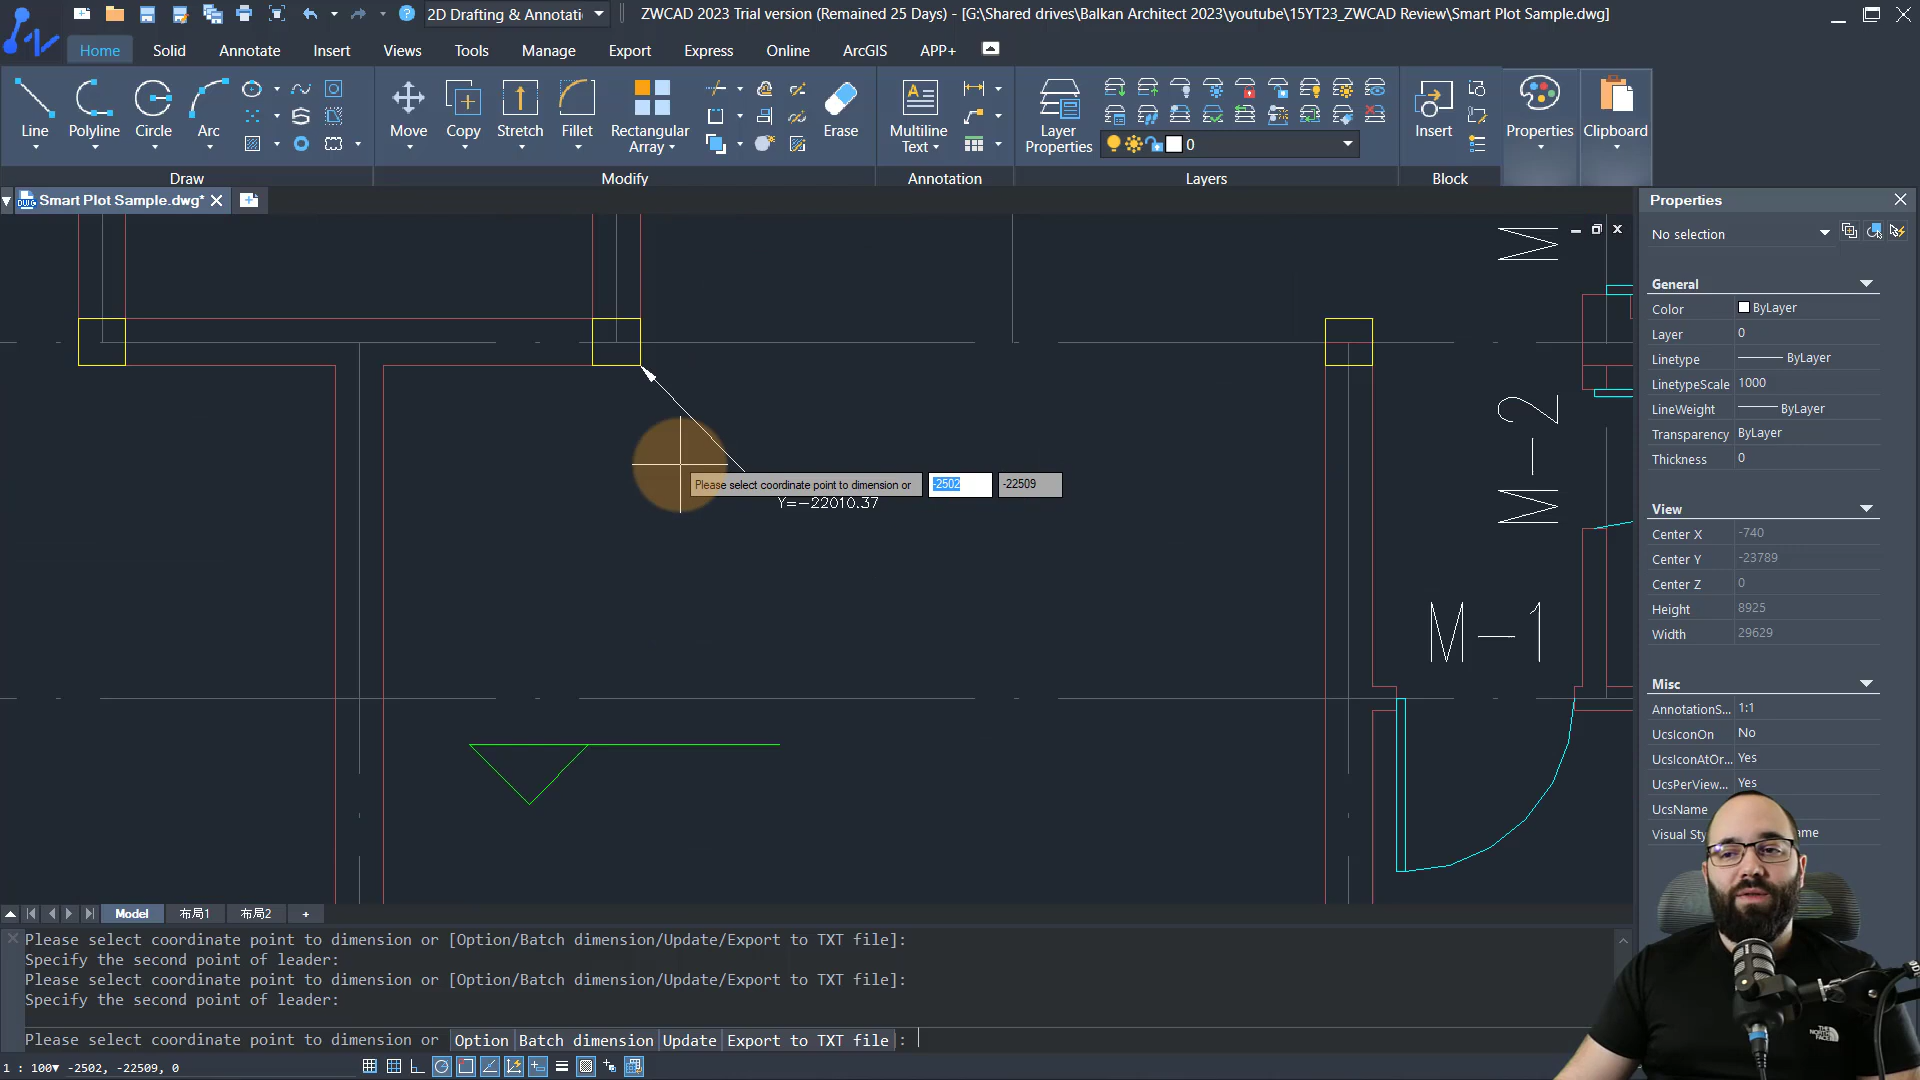 2D Drafting & Annotati
ZWCAD 2023 Trial version (Remained 25 Days) - [G:\Shared drives\Balkan Architect 2023\youtube\15YT23_ZWCAD Review\Smart Plot Sample.dwg]
Home Solid Annotate Insert Views Tools Manage Export Express Online ArcGIS APP+
Line Polyline Circle Arc
Move Copy Stretch Fillet Rectangular Array Erase
Multiline Text
Layer Properties
0
Insert
Properties
Clipboard
Draw Modify Annotation Layers Block
DWG Smart Plot Sample.dwg*
Properties
No selection
General
Color ByLayer
Layer 0
Linetype ByLayer
LinetypeScale 1000
LineWeight ByLayer
Transparency ByLayer
Thickness 0
View
Center X -740
Center Y -23789
Center Z 0
Height 8925
Width 29629
Misc
AnnotationS... 1:1
UcsIconOn No
UcsIconAtOr... Yes
UcsPerView... Yes
UcsName
Visual Sty
ame
M
M-2
M-1
Please select coordinate point to dimension or -2502 -22509
Y=-22010.37
Model 布局1 布局2 +
Please select coordinate point to dimension or [Option/Batch dimension/Update/Export to TXT file]:
Specify the second point of leader:
Please select coordinate point to dimension or [Option/Batch dimension/Update/Export to TXT file]:
Specify the second point of leader:
Please select coordinate point to dimension or Option Batch dimension Update Export to TXT file :
1 : 100 -2502, -22509, 0
THE NORTH FACE